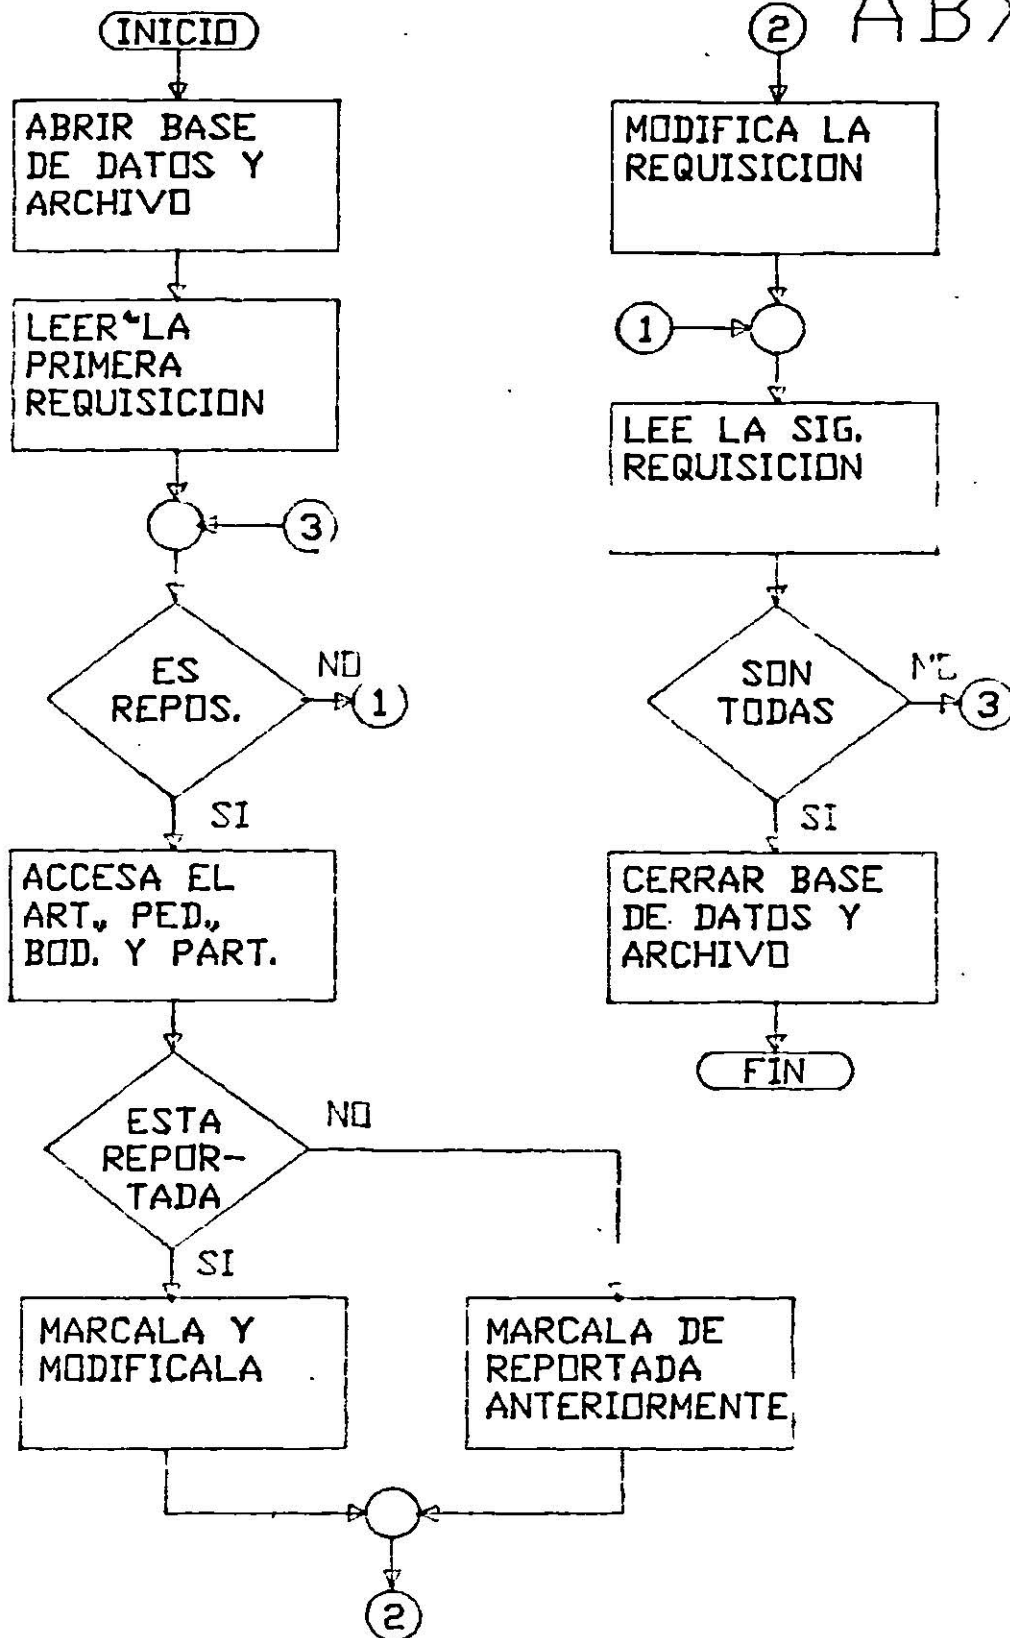 INICIO
ABRIR BASE
DE DATOS Y
ARCHIVO
LEER LA
PRIMERA
REQUISICION
3
ES
REPOS.
NO
1
SI
ACCESA EL
ART., PED.,
BOD. Y PART.
ESTA
REPOR-
TADA
NO
SI
MARCALA Y
MODIFICALA
MARCALA DE
REPORTADA
ANTERIORMENTE
2
2
MODIFICA LA
REQUISICION
1
LEE LA SIG.
REQUISICION
SON
TODAS
3
SI
CERRAR BASE
DE DATOS Y
ARCHIVO
FIN